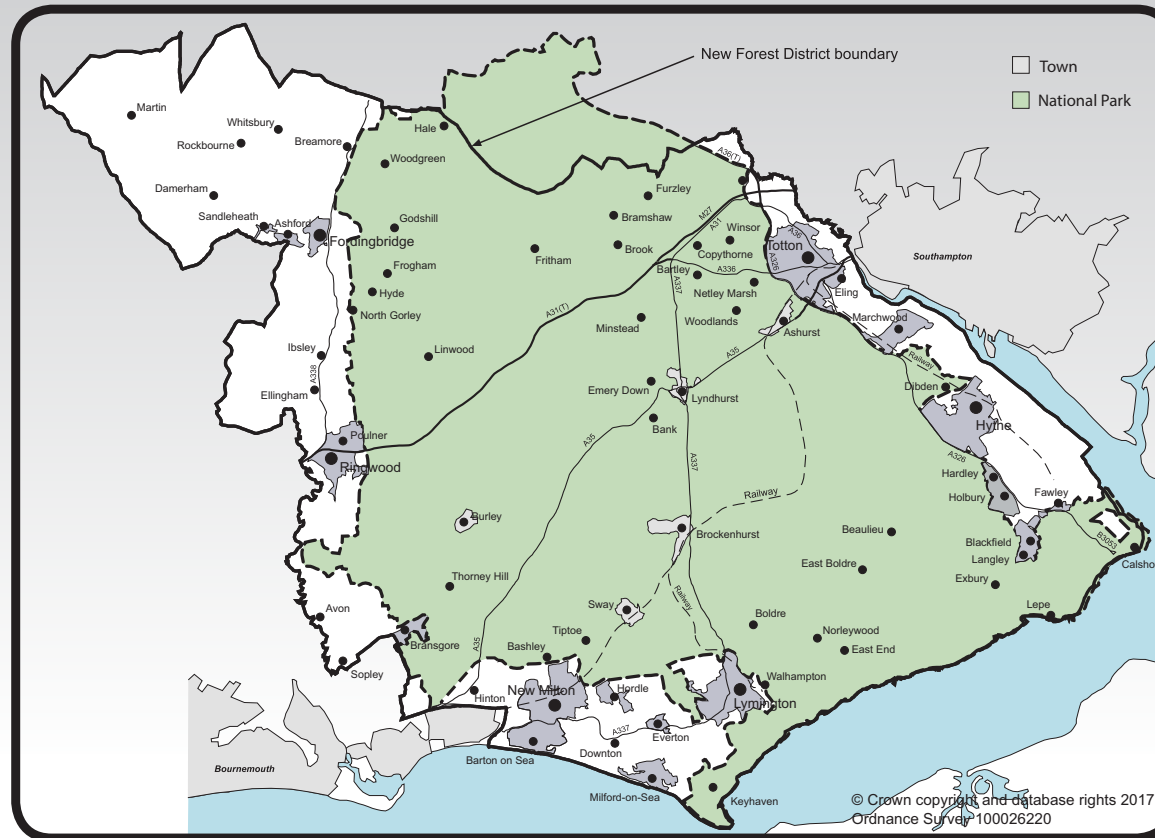 New Forest District boundary
Town
National Park
Martin
Whitsbury
Rockbourne
Breamore
Hale
Woodgreen
Damerham
Sandleheath
Ashford
Fordingbridge
Godshill
Frogham
Hyde
North Gorley
Ibsley
Ellingham
A338
Linwood
Poulner
Ringwood
Furzley
Bramshaw
Brook
Fritham
A36(T)
M27
A31
Winsor
Copythorne
Bartley
A336
A337
Netley Marsh
Woodlands
Minstead
A31(T)
Totton
A36
A326
Eling
Southampton
Marchwood
Ashurst
A35
Railway
Dibden
Hythe
Emery Down
Lyndhurst
Bank
A35
A337
A326
Hardley
Holbury
Fawley
Railway
Burley
Brockenhurst
Beaulieu
Blackfield
Langley
B3053
Calsho
East Boldre
Exbury
Lepe
Thorney Hill
Sway
Railway
Boldre
Norleywood
East End
Avon
Bransgore
Tiptoe
Bashley
A35
Sopley
Hinton
New Milton
Hordle
Walhampton
Lymington
A337
Everton
Downton
Barton on Sea
Milford-on-Sea
Keyhaven
Bournemouth
© Crown copyright and database rights 2017
Ordnance Survey 100026220